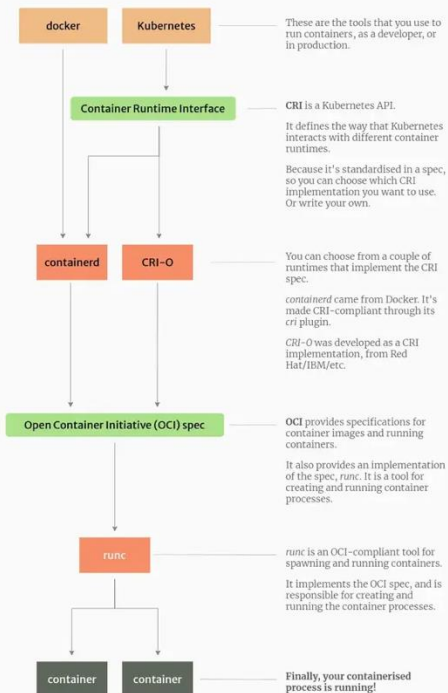 docker
Kubernetes
These are the tools that you use to
run containers, as a developer, or
in production.
Container Runtime Interface
CRI is a Kubernetes API.
It defines the way that Kubernetes
interacts with different container
runtimes.
Because it's standardised in a spec,
so you can choose which CRI
implementation you want to use.
Or write your own.
containerd
CRI-O
You can choose from a couple of
runtimes that implement the CRI
spec.
containerd came from Docker. It's
made CRI-compliant through its
cri plugin.
CRI-O was developed as a CRI
implementation, from Red
Hat/IBM/etc.
Open Container Initiative (OCI) spec
OCI provides specifications for
container images and running
containers.
It also provides an implementation
of the spec, runc. It is a tool for
creating and running container
processes.
runc
runc is an OCI-compliant tool for
spawning and running containers.
It implements the OCI spec, and is
responsible for creating and
running the container processes.
container
container
Finally, your containerised
process is running!